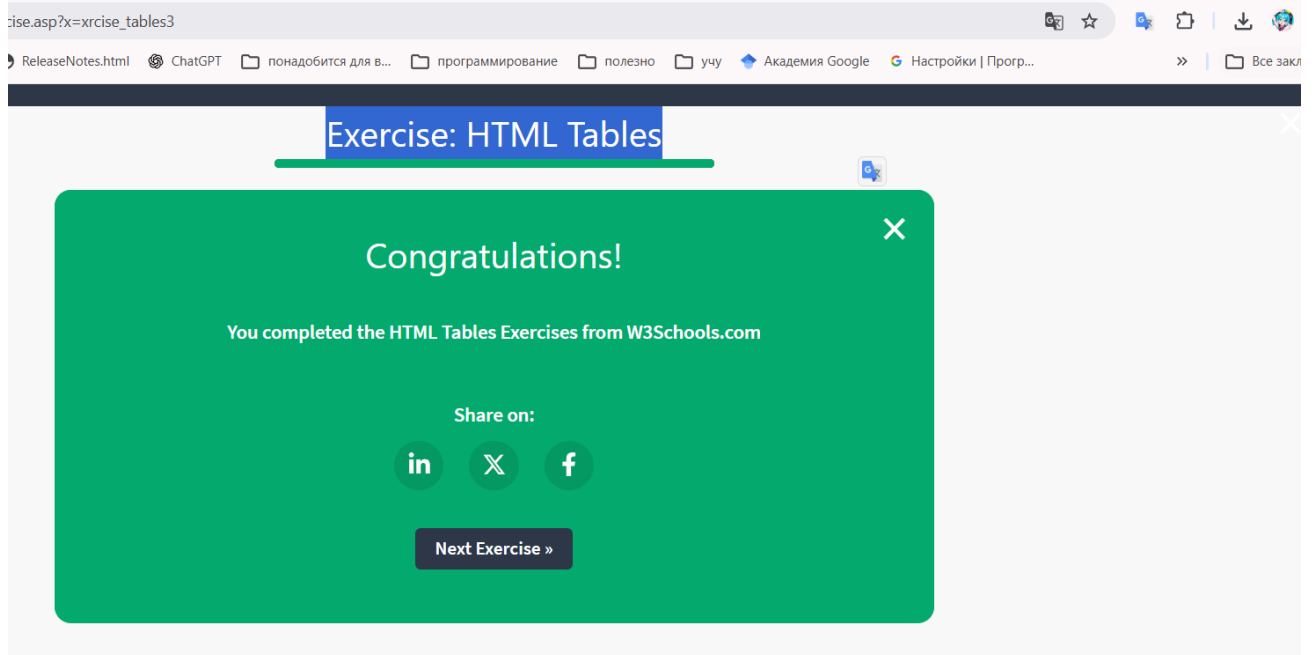 cise.asp?x=xrcise_tables3
ReleaseNotes.html ChatGPT понадобится для в... программирование полезно учу Академия Google Настройки | Прогр... » Все закл
Exercise: HTML Tables
Congratulations!
You completed the HTML Tables Exercises from W3Schools.com
Share on:
in X f
Next Exercise »